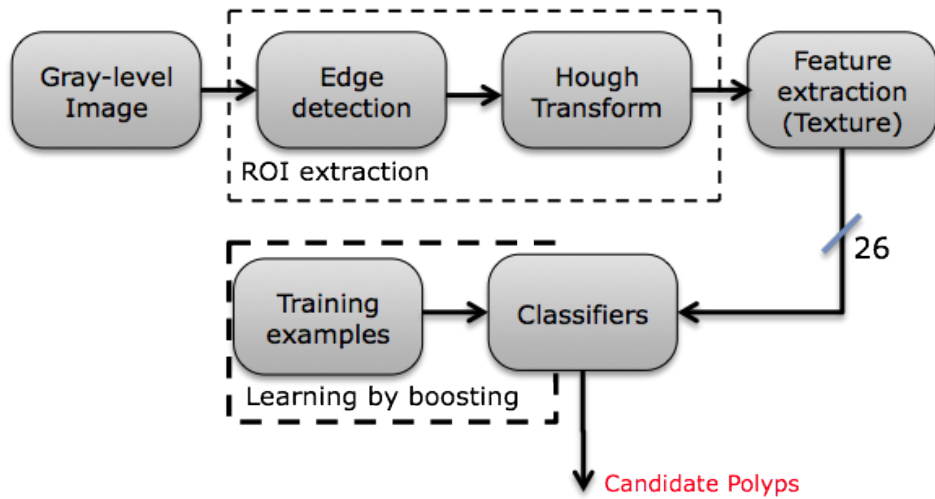 Gray-level
Image
Edge
detection
Hough
Transform
Feature
extraction
(Texture)
ROI extraction
26
Training
examples
Classifiers
Learning by boosting
Candidate Polyps